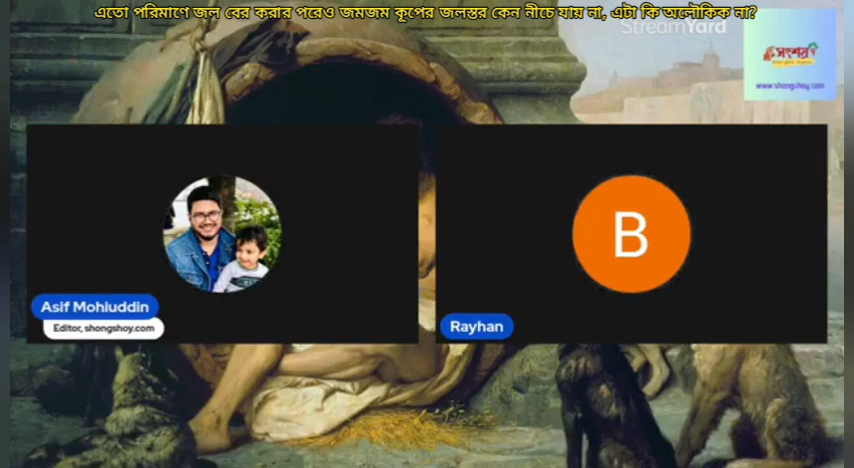 এতো পরিমাণে জল বের করার পরেও জমজম কূপের জলস্তর কেন নীচে যায় না, এটা কি অলৌকিক না?
StreamYard
সংশয়
www.shongshoy.com
B
Asif Mohiuddin
Editor, shongshoy.com
Rayhan